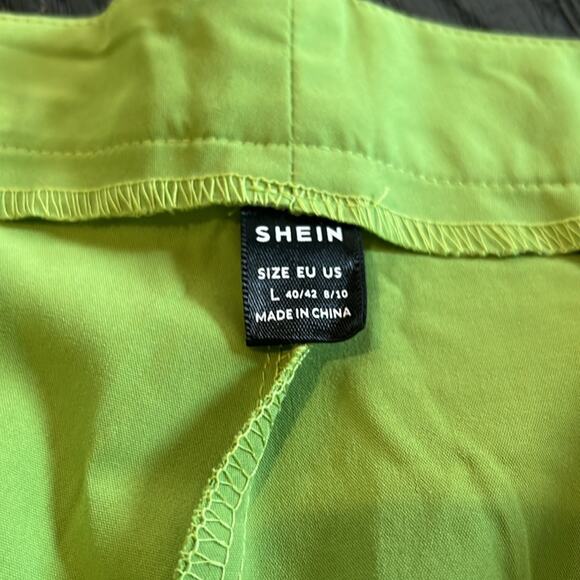 SHEIN
SIZE EU US
L 40/42 8/10
MADE IN CHINA